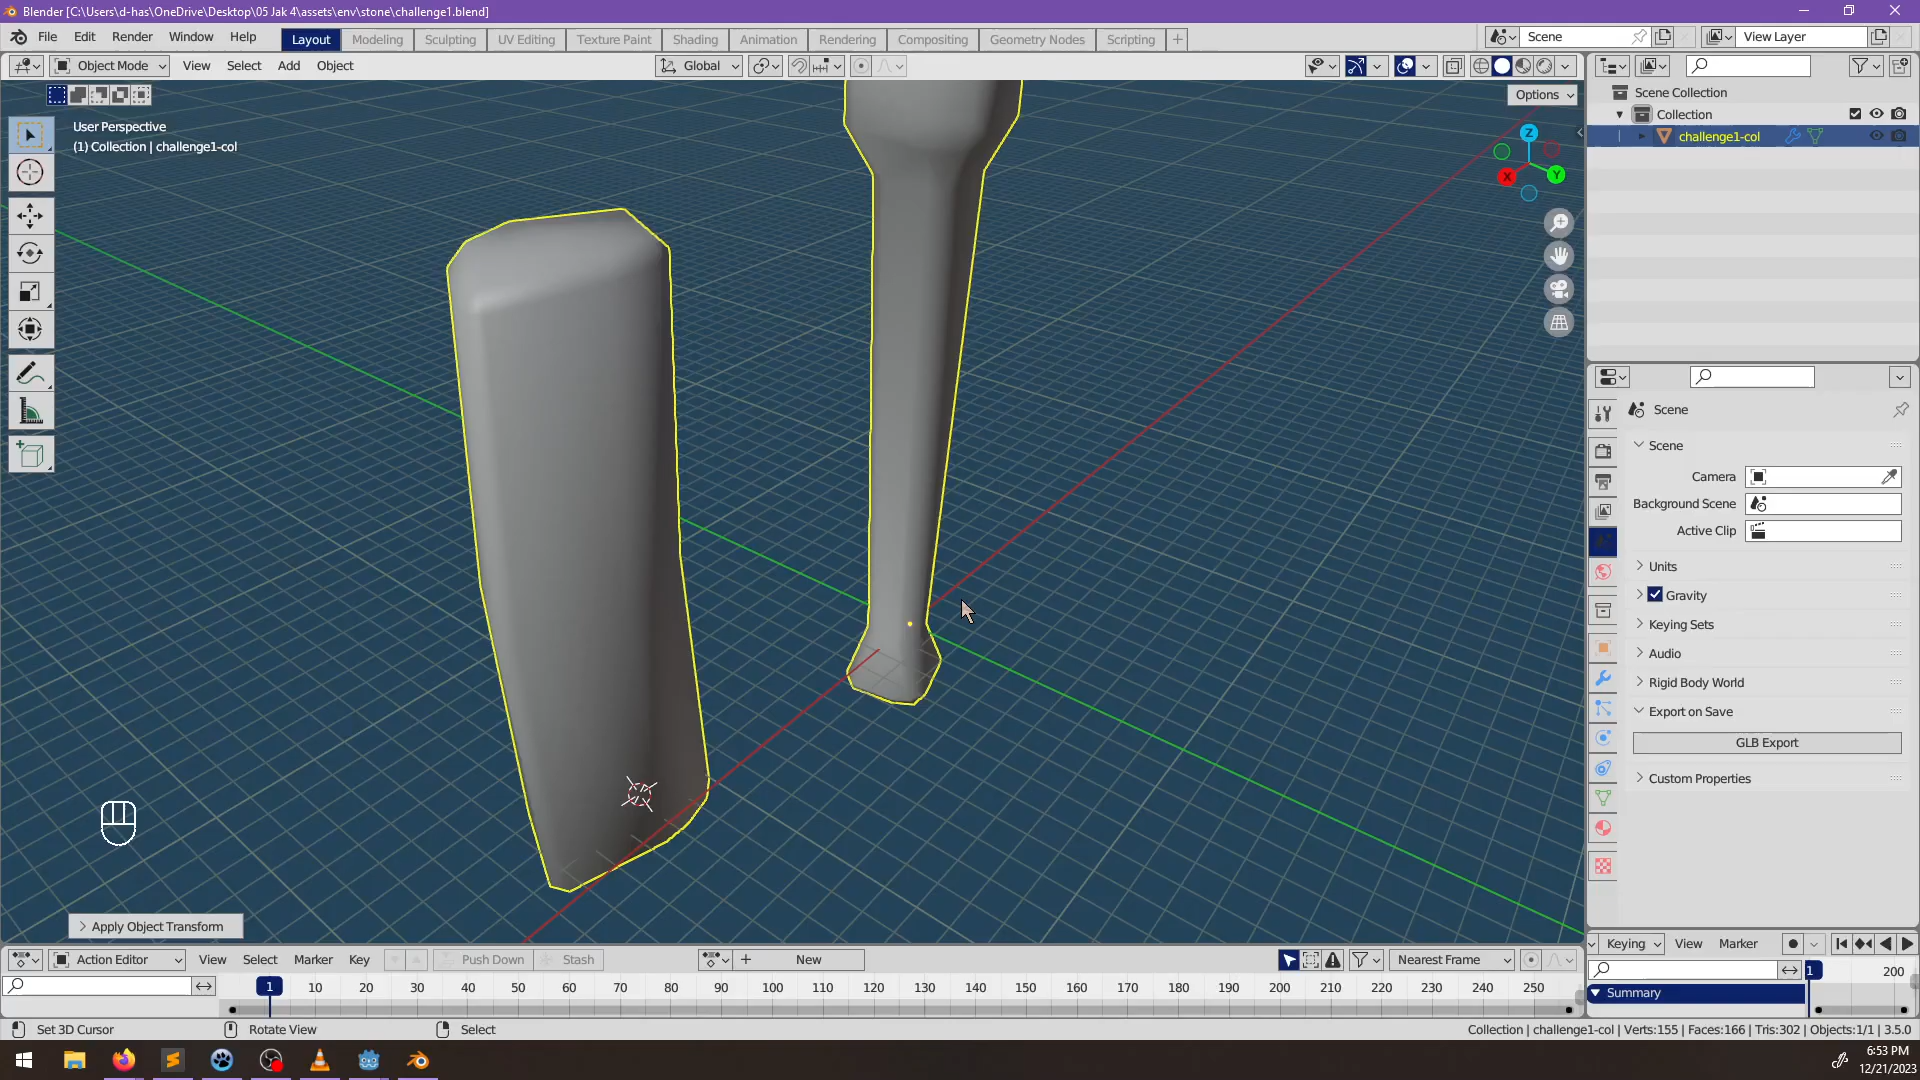 Blender [C:\Users\d-has\OneDrive\Desktop\05 Jak 4\assets\env\stone\challenge1.blend]
File Edit Render Window Help Layout Modeling Sculpting UV Editing Texture Paint Shading Animation Rendering Compositing Geometry Nodes Scripting + Scene View Layer
Object Mode View Select Add Object Global
Options
User Perspective
(1) Collection | challenge1-col
Z
X
Y
Scene Collection
Collection
challenge1-col
Scene
Scene
Camera
Background Scene
Active Clip
Units
Gravity
Keying Sets
Audio
Rigid Body World
Export on Save
GLB Export
Custom Properties
Apply Object Transform
Action Editor View Select Marker Key Push Down Stash New Nearest Frame
1 10 20 30 40 50 60 70 80 90 100 110 120 130 140 150 160 170 180 190 200 210 220 230 240 250
Keying View Marker
1 200
Summary
Set 3D Cursor Rotate View Select Collection | challenge1-col | Verts:155 | Faces:166 | Tris:302 | Objects:1/1 | 3.5.0
6:53 PM
12/21/2023